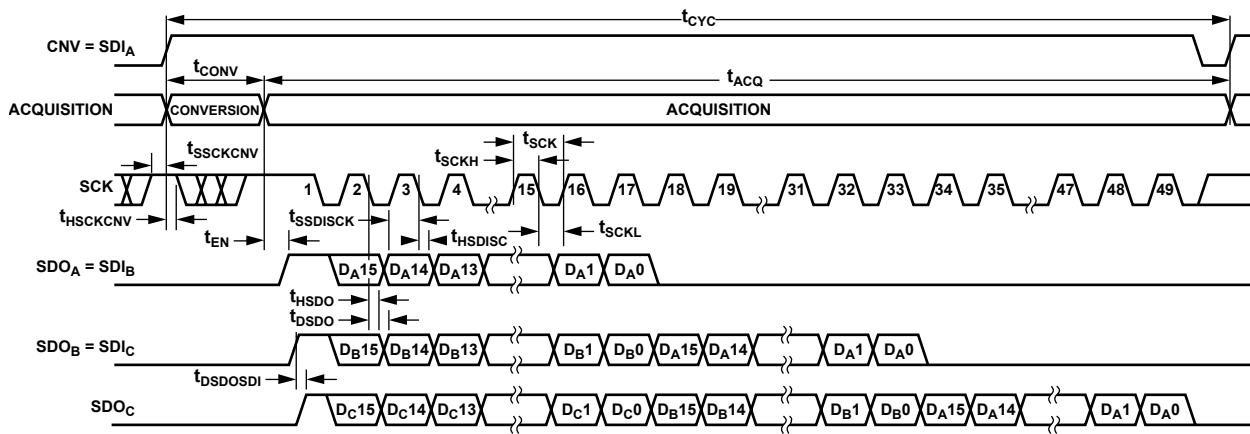 tCYC
CNV = SDIA
tCONV
tACQ
ACQUISITION CONVERSION ACQUISITION
tSSCKCNV
tSCK
tSCKH
SCK 1 2 3 4 15 16 17 18 19 31 32 33 34 35 47 48 49
tHSCKCNV
tSSDISCK
tEN
tHSDISC
tSCKL
SDOA = SDIB DA15 DA14 DA13 DA1 DA0
tHSDO
tDSDO
SDOB = SDIC DB15 DB14 DB13 DB1 DB0 DA15 DA14 DA1 DA0
tDSDOSDI
SDOC DC15 DC14 DC13 DC1 DC0 DB15 DB14 DB1 DB0 DA15 DA14 DA1 DA0